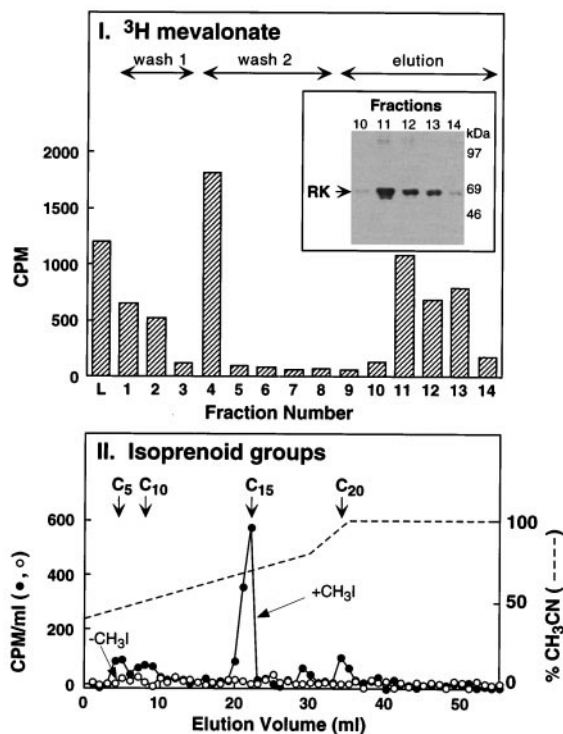 I. ³H mevalonate
wash 1 wash 2 elution
Fractions
10 11 12 13 14 kDa
97
RK 69
46
2000
1500
1000
500
0
CPM
L 1 2 3 4 5 6 7 8 9 10 11 12 13 14
Fraction Number
II. Isoprenoid groups
C₅ C₁₀ C₁₅ C₂₀
600
400
200
0
CPM/ml (●, ○)
-CH₃I
+CH₃I
100
50
0
% CH₃CN (----)
0 10 20 30 40 50
Elution Volume (ml)